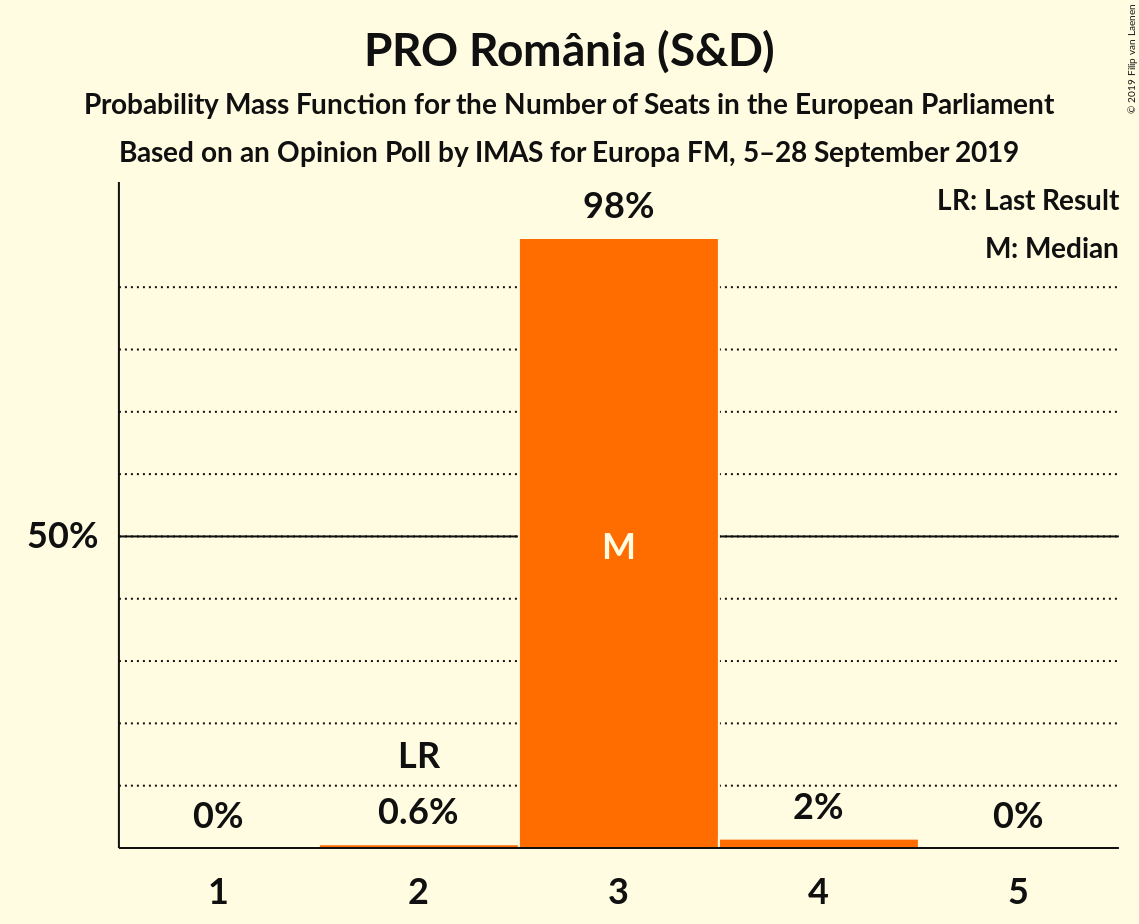 PRO România (S&D)
Probability Mass Function for the Number of Seats in the European Parliament
Based on an Opinion Poll by IMAS for Europa FM, 5–28 September 2019
© 2019 Filip van Laenen
LR: Last Result
M: Median
98%
50%
M
LR
0%
0.6%
2%
0%
1
2
3
4
5